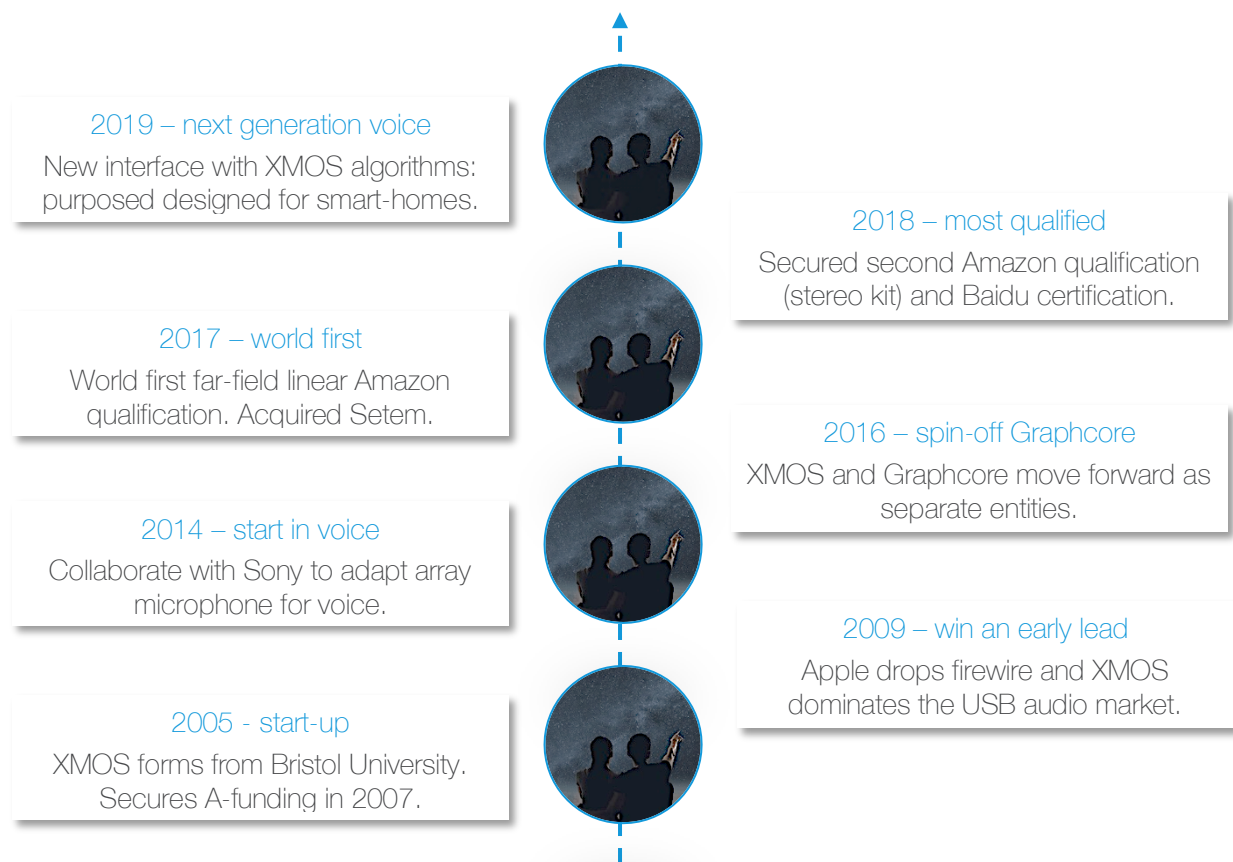 2019 – next generation voice
New interface with XMOS algorithms:
purposed designed for smart-homes.
2018 – most qualified
Secured second Amazon qualification
(stereo kit) and Baidu certification.
2017 – world first
World first far-field linear Amazon
qualification. Acquired Setem.
2016 – spin-off Graphcore
XMOS and Graphcore move forward as
separate entities.
2014 – start in voice
Collaborate with Sony to adapt array
microphone for voice.
2009 – win an early lead
Apple drops firewire and XMOS
dominates the USB audio market.
2005 - start-up
XMOS forms from Bristol University.
Secures A-funding in 2007.